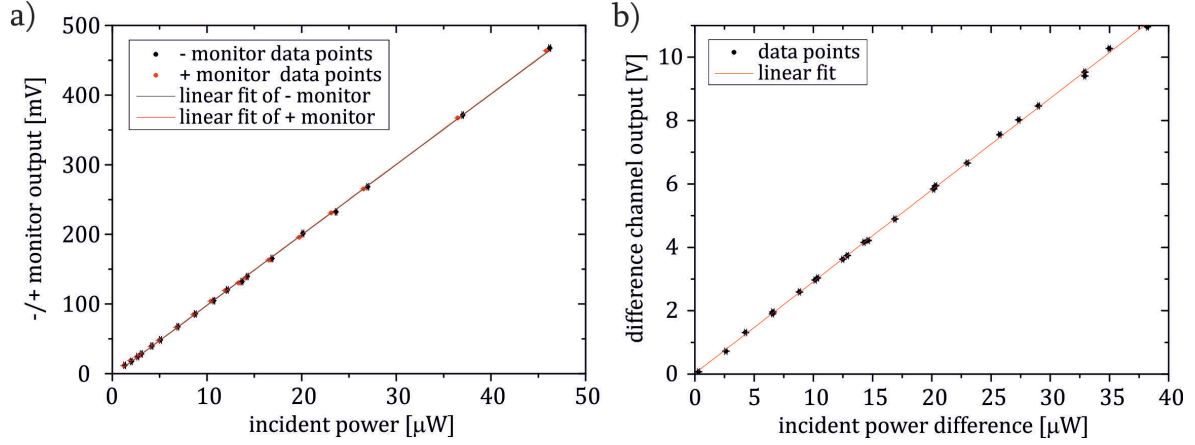 a)
500
400
300
200
100
0
-/+ monitor output [mV]
- monitor data points
+ monitor data points
linear fit of - monitor
linear fit of + monitor
0 10 20 30 40 50
incident power [µW]
b)
10
8
6
4
2
0
difference channel output [V]
data points
linear fit
0 5 10 15 20 25 30 35 40
incident power difference [µW]